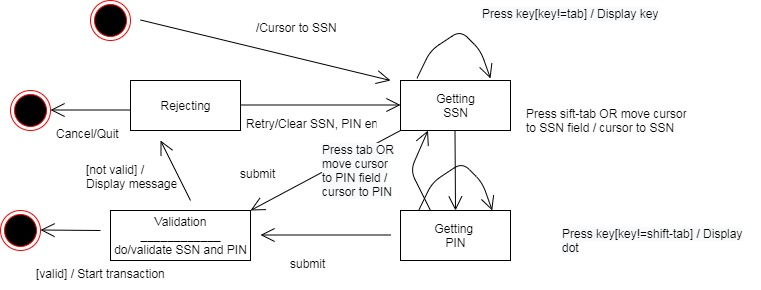 Press key[key!=tab] / Display key
/Cursor to SSN
Rejecting
Getting
SSN
Retry/Clear SSN, PIN en
Press sift-tab OR move cursor
to SSN field / cursor to SSN
Cancel/Quit
Press tab OR
move cursor
to PIN field /
cursor to PIN
[not valid] /
Display message
submit
Validation
do/validate SSN and PIN
Getting
PIN
Press key[key!=shift-tab] / Display
dot
submit
[valid] / Start transaction